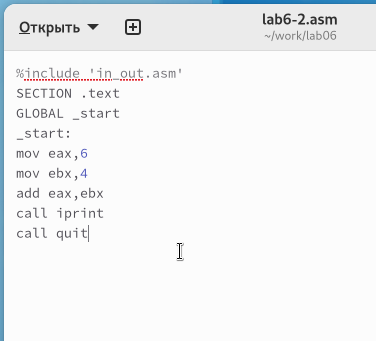 Открыть
lab6-2.asm
~/work/lab06
%include 'in_out.asm'
SECTION .text
GLOBAL _start
_start:
mov eax,6
mov ebx,4
add eax,ebx
call iprint
call quit